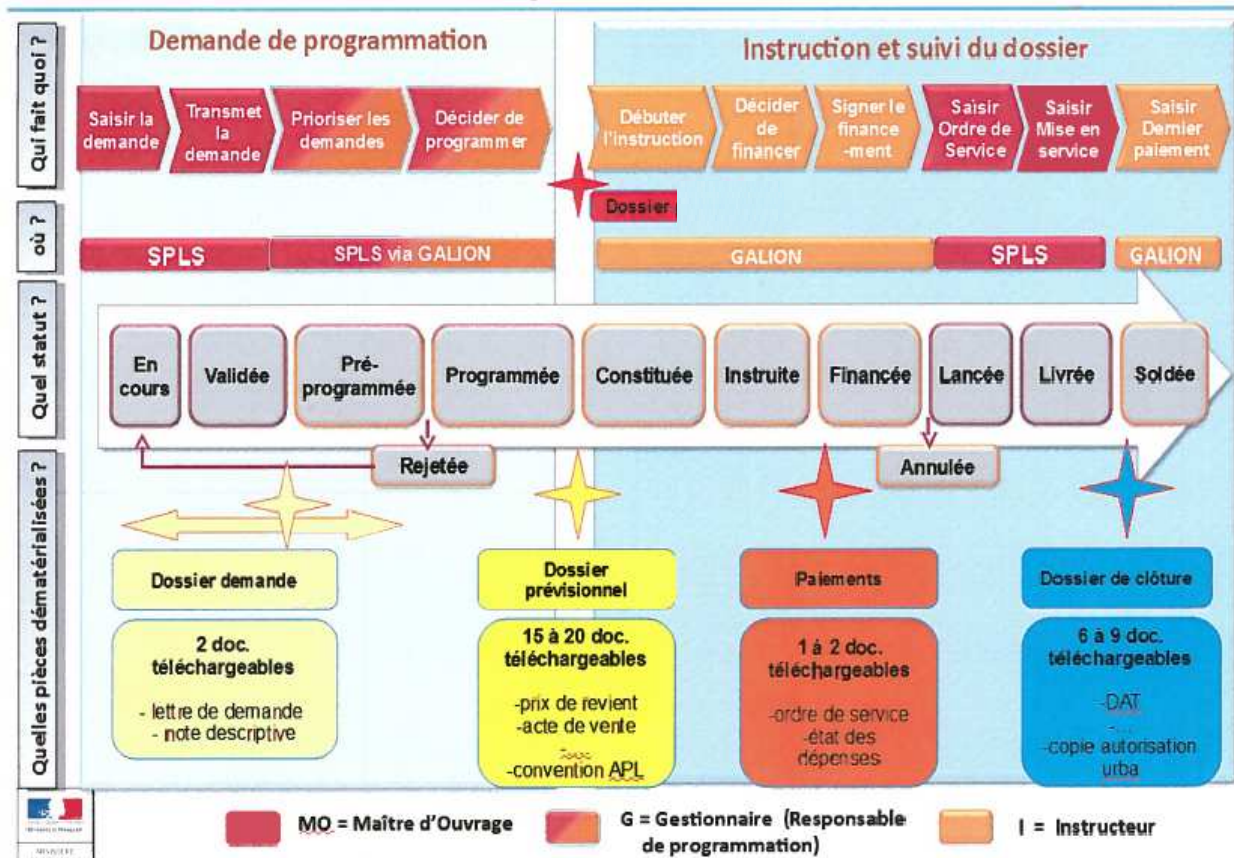 Demande de programmation
Instruction et suivi du dossier
Qui fait quoi ?
Saisir la
demande
Transmet
la
demande
Prioriser les
demandes
Décider de
programmer
Débuter
l'instruction
Décider
de
financer
Signer le
finance
-ment
Saisir
Ordre de
Service
Saisir
Mise en
service
Saisir
Dernier
paiement
Dossier
où ?
SPLS
SPLS via GALION
GALION
SPLS
GALION
Quel statut ?
En
cours
Validée
Pré-
programmée
Programmée
Constituée
Instruite
Financée
Lancée
Livrée
Soldée
Rejetée
Annulée
Quelles pièces dématérialisées ?
Dossier demande
2 doc.
téléchargeables
- lettre de demande
- note descriptive
Dossier
prévisionnel
15 à 20 doc.
téléchargeables
-prix de revient
-acte de vente
-...
-convention APL
Paiements
1 à 2 doc.
téléchargeables
-ordre de service
-état des
dépenses
Dossier de clôture
6 à 9 doc.
téléchargeables
-DAT
-...
-copie autorisation
urba
MO = Maître d'Ouvrage
G = Gestionnaire (Responsable
de programmation)
I = Instructeur